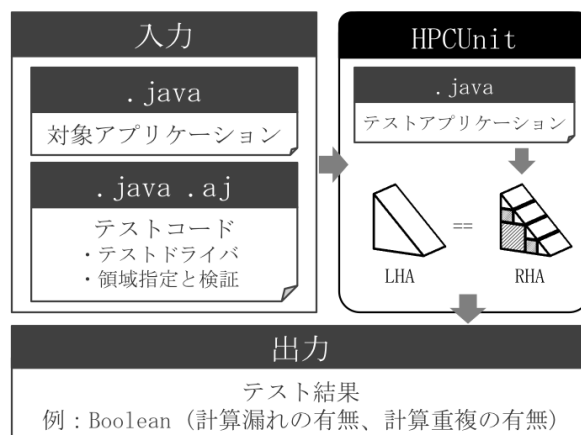 入力
.java
対象アプリケーション
.java .aj
テストコード
・テストドライバ
・領域指定と検証
HPCUnit
.java
テストアプリケーション
==
LHA
RHA
出力
テスト結果
例：Boolean（計算漏れの有無、計算重複の有無）